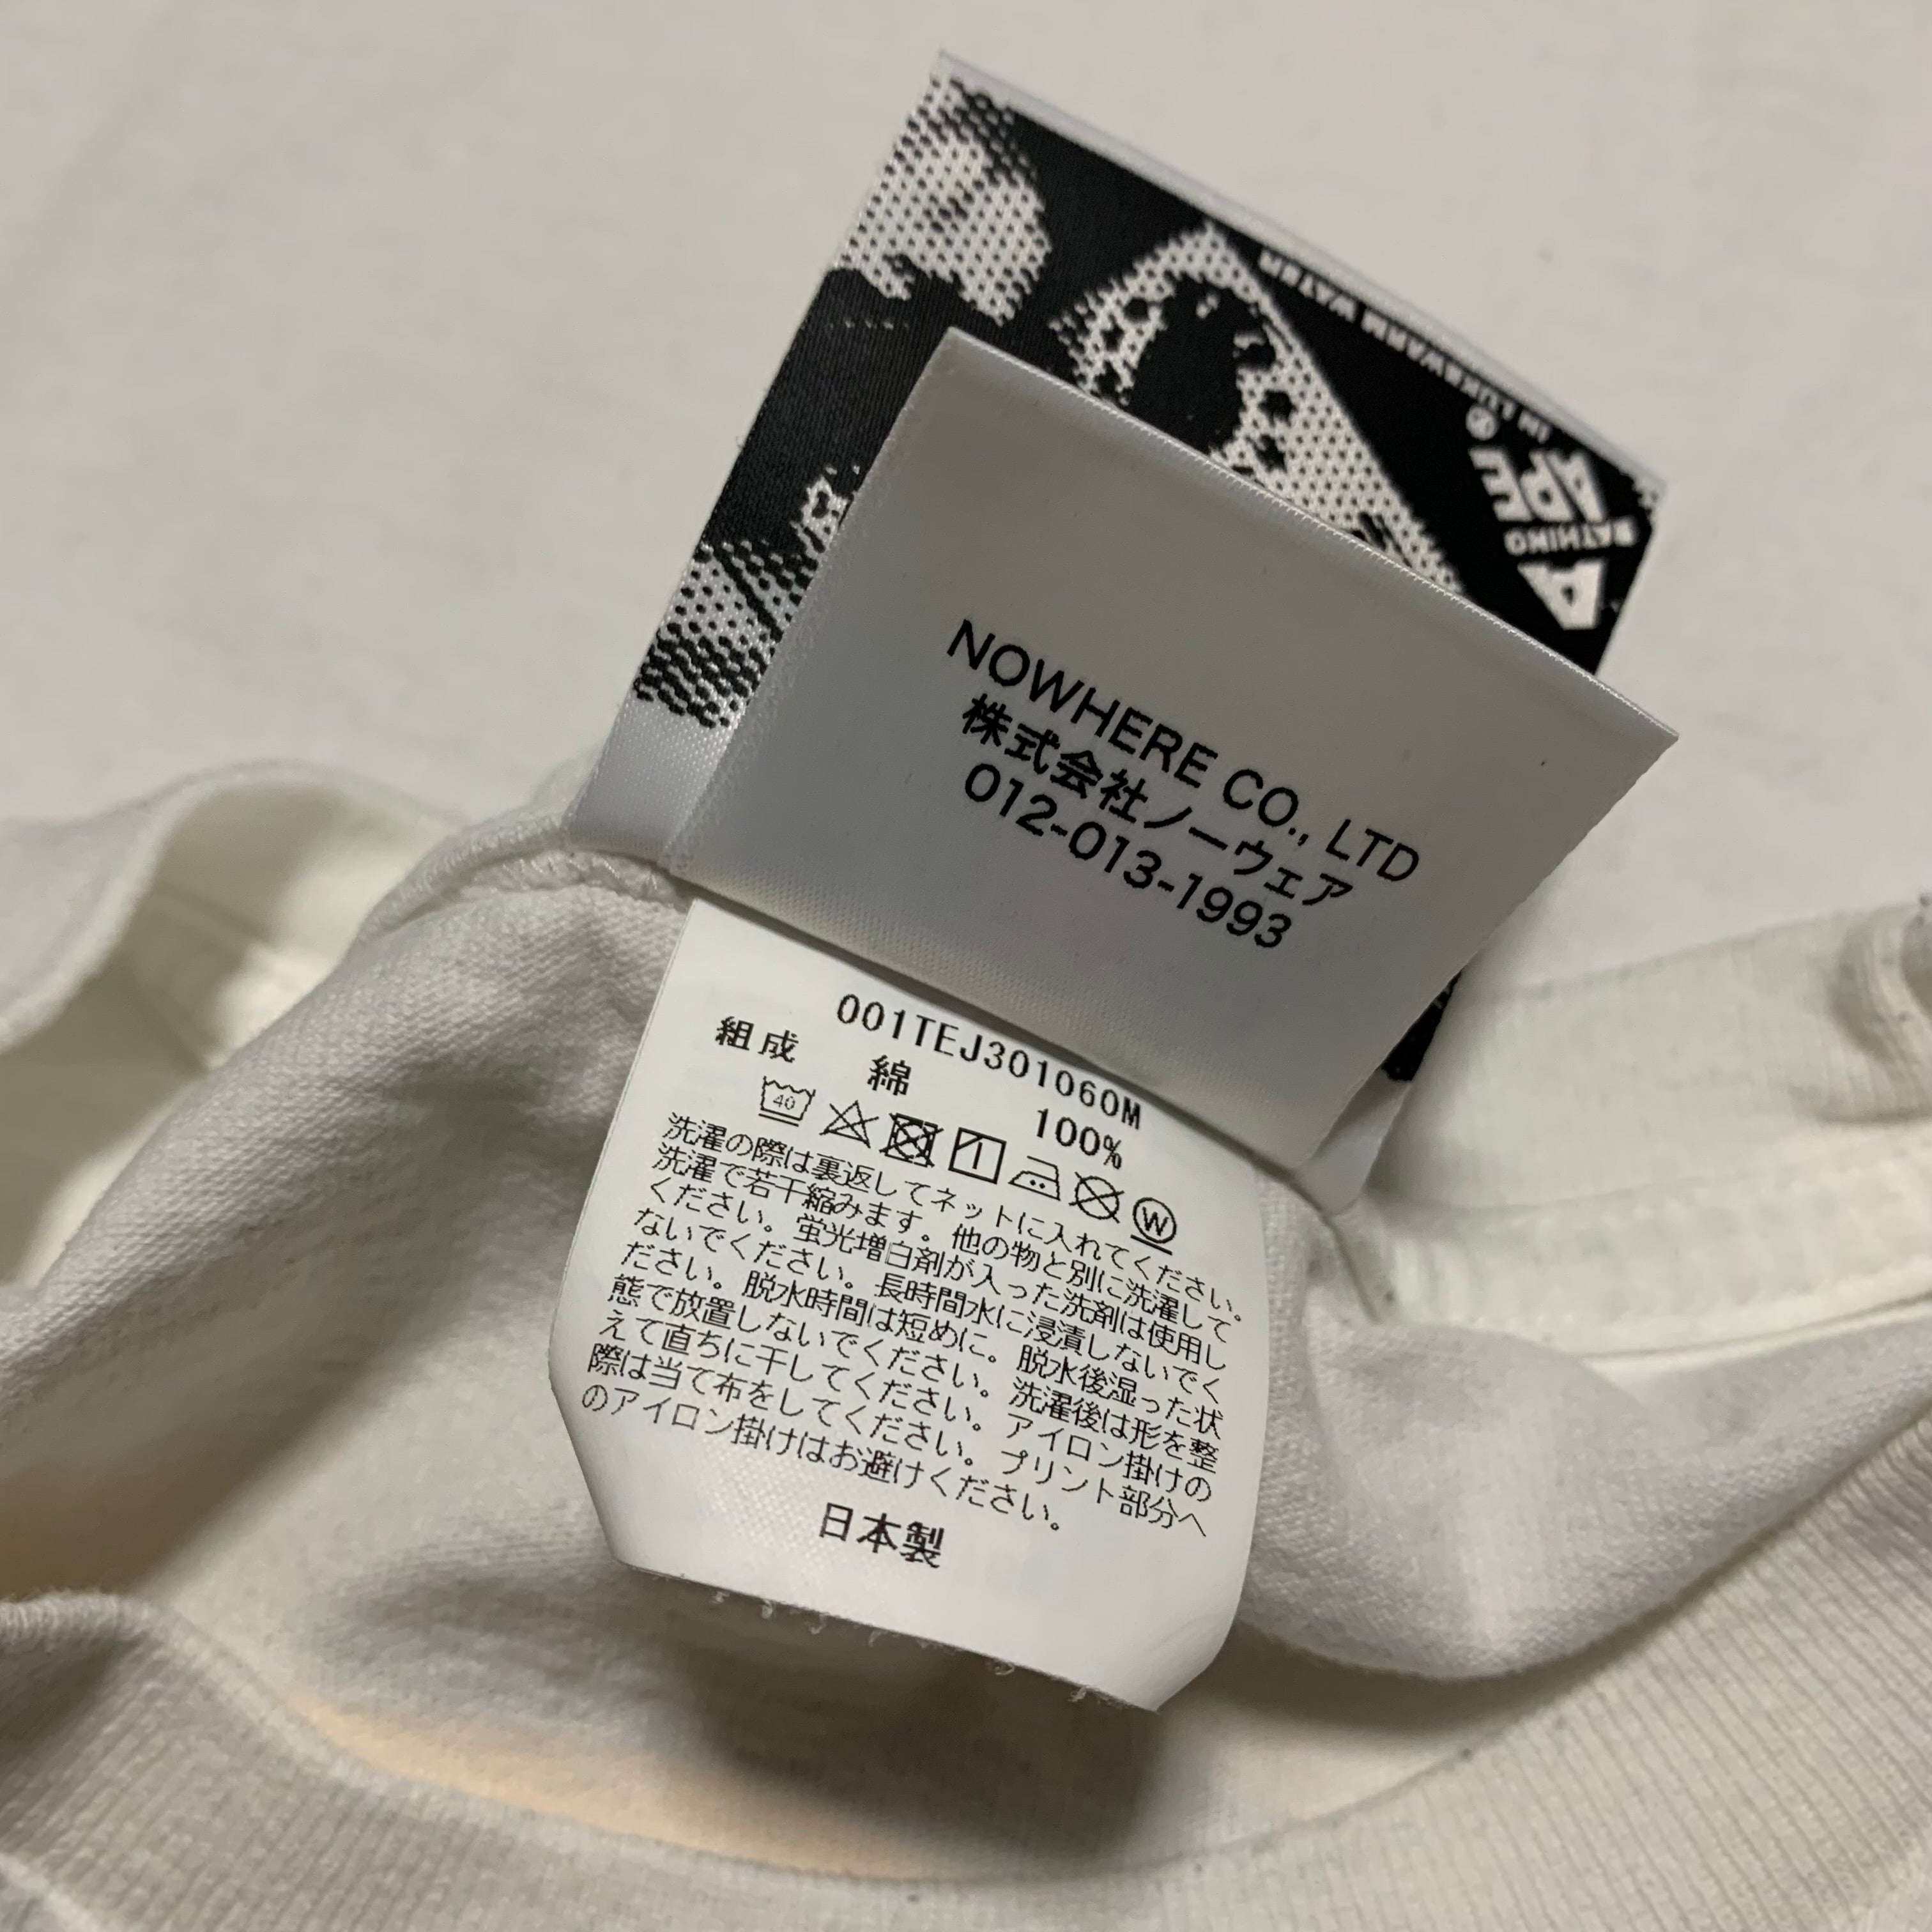 IN LUKEWARM WATER
A
BATHING
APE®
NOWHERE CO., LTD
株式会社ノーウェア
012-013-1993
001TEJ301060M
組成 綿 100%
40
W
洗濯の際は裏返してネットに入れてください。
洗濯で若干縮みます。他の物と別に洗濯して
ください。蛍光増白剤が入った洗剤は使用し
ないでください。長時間水に浸漬しないでく
ださい。脱水時間は短めに。脱水後湿った状
態で放置しないでください。洗濯後は形を整
えて直ちに干してください。アイロン掛けの
際は当て布をしてください。プリント部分へ
のアイロン掛けはお避けください。
日本製